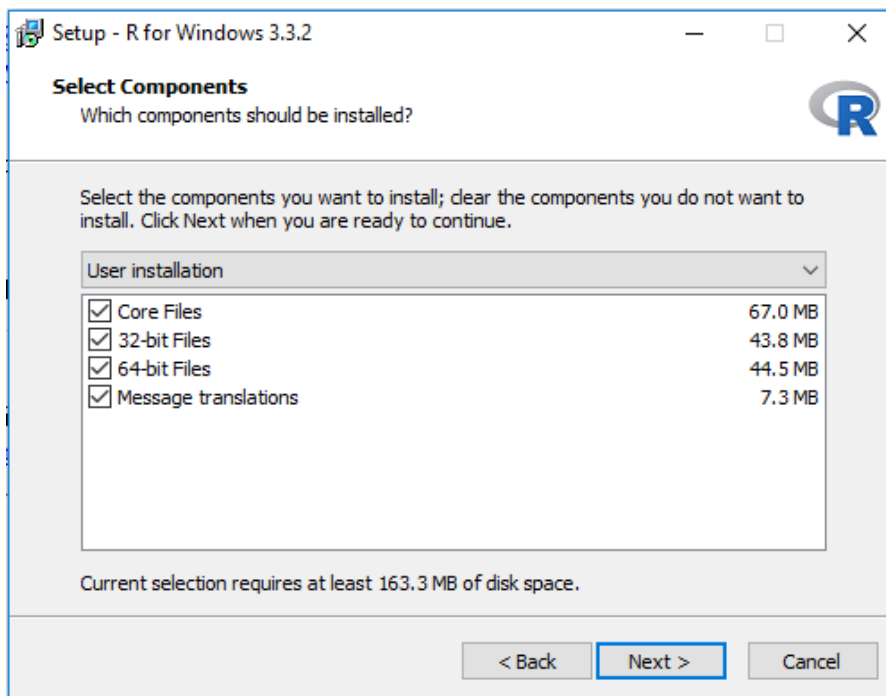 Setup - R for Windows 3.3.2
Select Components
Which components should be installed?
R
Select the components you want to install; clear the components you do not want to
install. Click Next when you are ready to continue.
User installation
Core Files 67.0 MB
32-bit Files 43.8 MB
64-bit Files 44.5 MB
Message translations 7.3 MB
Current selection requires at least 163.3 MB of disk space.
< Back Next > Cancel